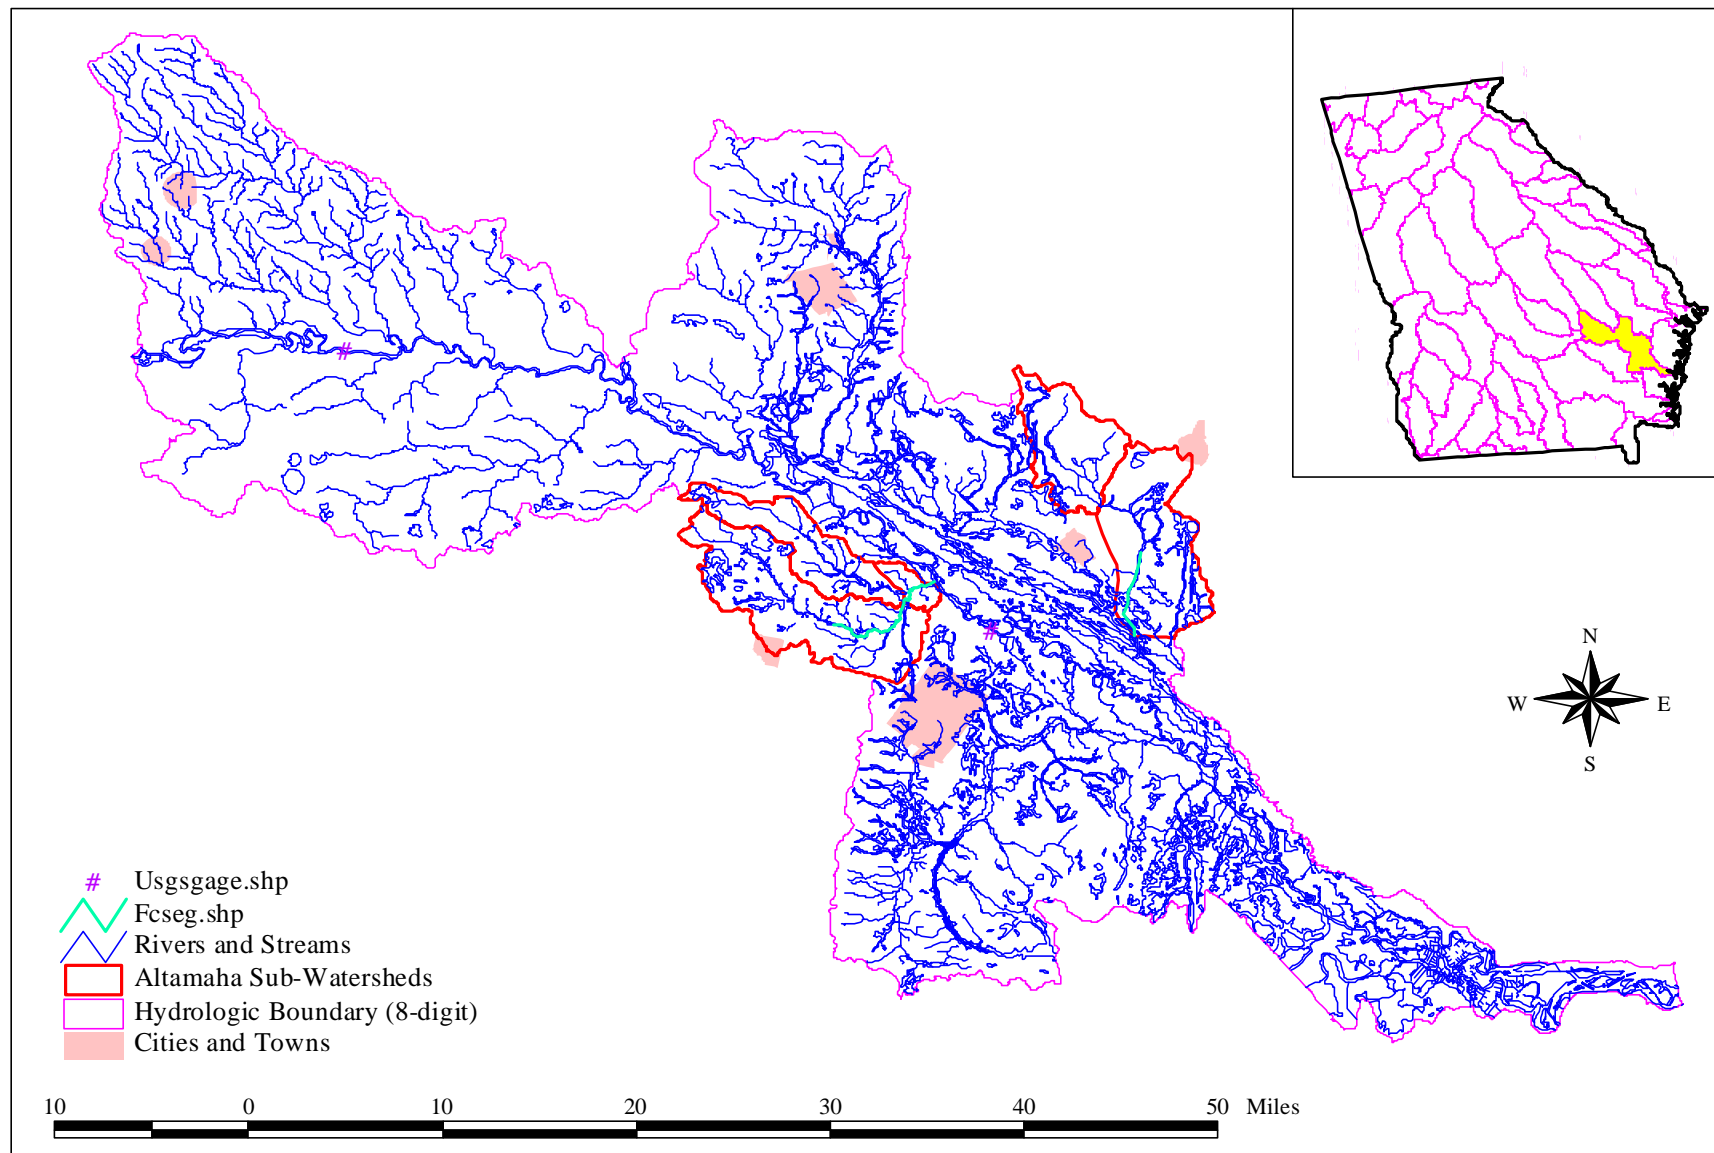 #
#
N
W E
S
# Usgsgage.shp
Fcseg.shp
Rivers and Streams
Altamaha Sub-Watersheds
Hydrologic Boundary (8-digit)
Cities and Towns
10 0 10 20 30 40 50 Miles